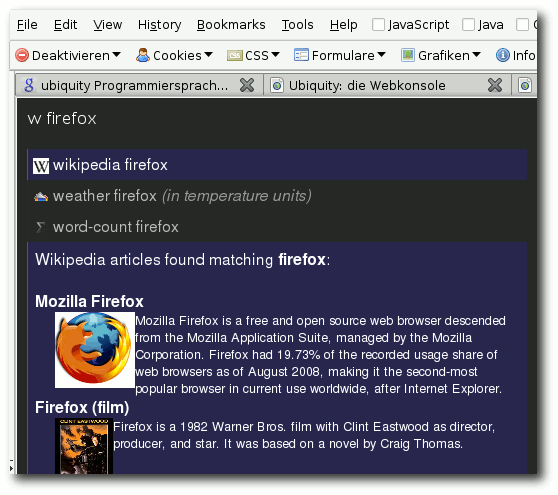 File Edit View History Bookmarks Tools Help JavaScript Java
Deaktivieren Cookies CSS Formulare Grafiken Info
ubiquity Programmiersprach... Ubiquity: die Webkonsole
w firefox
W wikipedia firefox
weather firefox (in temperature units)
Σ word-count firefox
Wikipedia articles found matching firefox:
Mozilla Firefox
Mozilla Firefox is a free and open source web browser descended
from the Mozilla Application Suite, managed by the Mozilla
Corporation. Firefox had 19.73% of the recorded usage share of
web browsers as of August 2008, making it the second-most
popular browser in current use worldwide, after Internet Explorer.
Firefox (film)
CLINT EASTWOOD
Firefox is a 1982 Warner Bros. film with Clint Eastwood as director,
producer, and star. It was based on a novel by Craig Thomas.